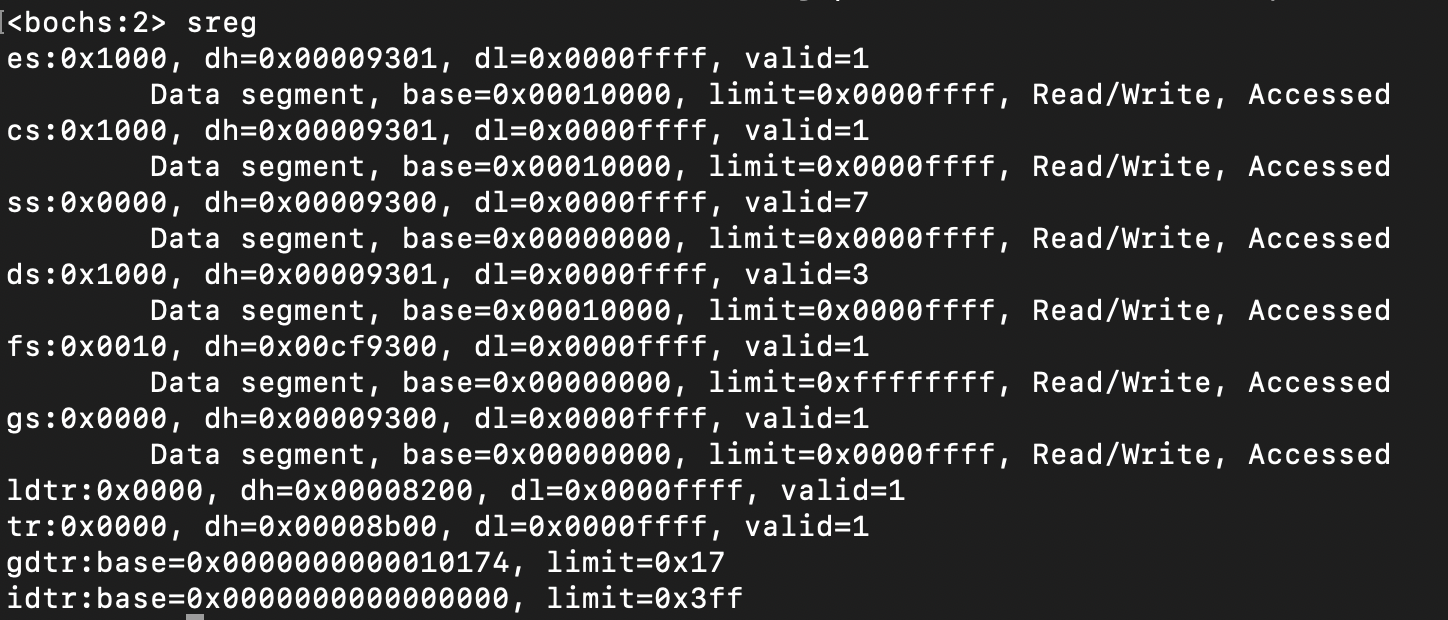 <bochs:2> sreg
es:0x1000, dh=0x00009301, dl=0x0000ffff, valid=1
        Data segment, base=0x00010000, limit=0x0000ffff, Read/Write, Accessed
cs:0x1000, dh=0x00009301, dl=0x0000ffff, valid=1
        Data segment, base=0x00010000, limit=0x0000ffff, Read/Write, Accessed
ss:0x0000, dh=0x00009300, dl=0x0000ffff, valid=7
        Data segment, base=0x00000000, limit=0x0000ffff, Read/Write, Accessed
ds:0x1000, dh=0x00009301, dl=0x0000ffff, valid=3
        Data segment, base=0x00010000, limit=0x0000ffff, Read/Write, Accessed
fs:0x0010, dh=0x00cf9300, dl=0x0000ffff, valid=1
        Data segment, base=0x00000000, limit=0xffffffff, Read/Write, Accessed
gs:0x0000, dh=0x00009300, dl=0x0000ffff, valid=1
        Data segment, base=0x00000000, limit=0x0000ffff, Read/Write, Accessed
ldtr:0x0000, dh=0x00008200, dl=0x0000ffff, valid=1
tr:0x0000, dh=0x00008b00, dl=0x0000ffff, valid=1
gdtr:base=0x0000000000010174, limit=0x17
idtr:base=0x0000000000000000, limit=0x3ff